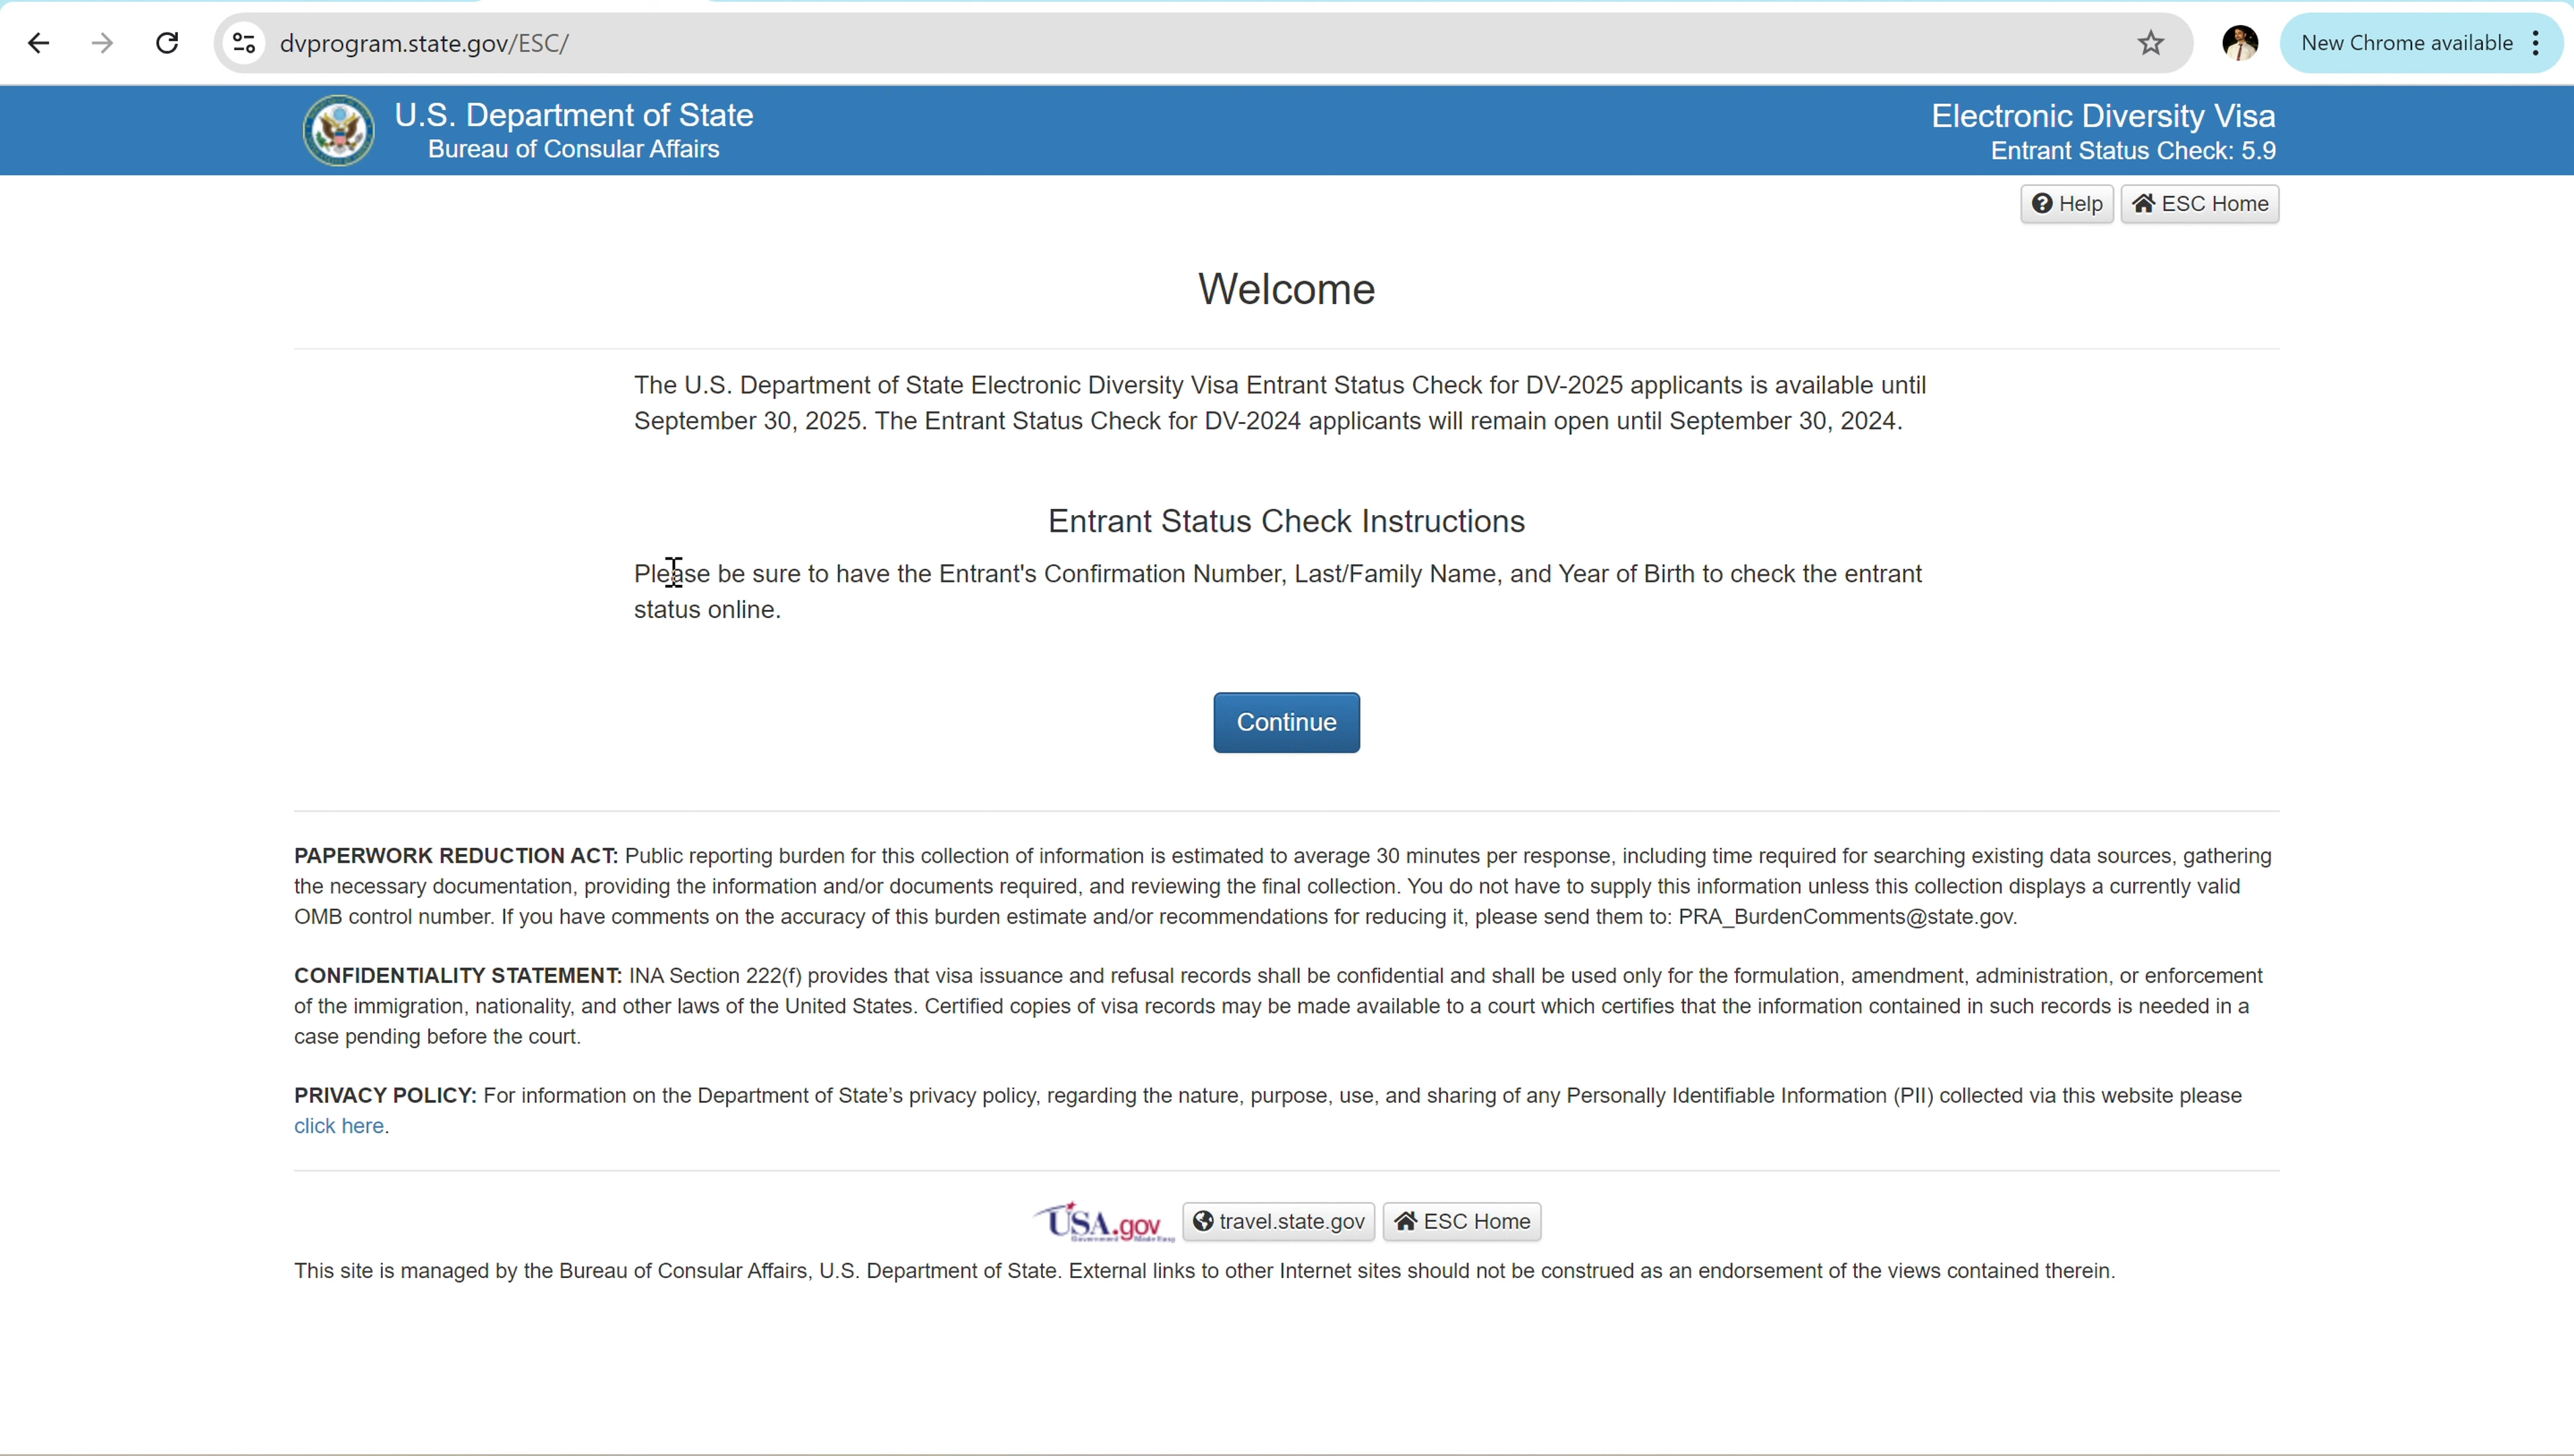 dvprogram.state.gov/ESC/
New Chrome available
U.S. Department of State
Bureau of Consular Affairs
Electronic Diversity Visa
Entrant Status Check: 5.9
Help
ESC Home
Welcome
The U.S. Department of State Electronic Diversity Visa Entrant Status Check for DV-2025 applicants is available until
September 30, 2025. The Entrant Status Check for DV-2024 applicants will remain open until September 30, 2024.
Entrant Status Check Instructions
Please be sure to have the Entrant's Confirmation Number, Last/Family Name, and Year of Birth to check the entrant
status online.
Continue
PAPERWORK REDUCTION ACT: Public reporting burden for this collection of information is estimated to average 30 minutes per response, including time required for searching existing data sources, gathering
the necessary documentation, providing the information and/or documents required, and reviewing the final collection. You do not have to supply this information unless this collection displays a currently valid
OMB control number. If you have comments on the accuracy of this burden estimate and/or recommendations for reducing it, please send them to: PRA_BurdenComments@state.gov.
CONFIDENTIALITY STATEMENT: INA Section 222(f) provides that visa issuance and refusal records shall be confidential and shall be used only for the formulation, amendment, administration, or enforcement
of the immigration, nationality, and other laws of the United States. Certified copies of visa records may be made available to a court which certifies that the information contained in such records is needed in a
case pending before the court.
PRIVACY POLICY: For information on the Department of State’s privacy policy, regarding the nature, purpose, use, and sharing of any Personally Identifiable Information (PII) collected via this website please
click here.
USA.gov
travel.state.gov
ESC Home
This site is managed by the Bureau of Consular Affairs, U.S. Department of State. External links to other Internet sites should not be construed as an endorsement of the views contained therein.